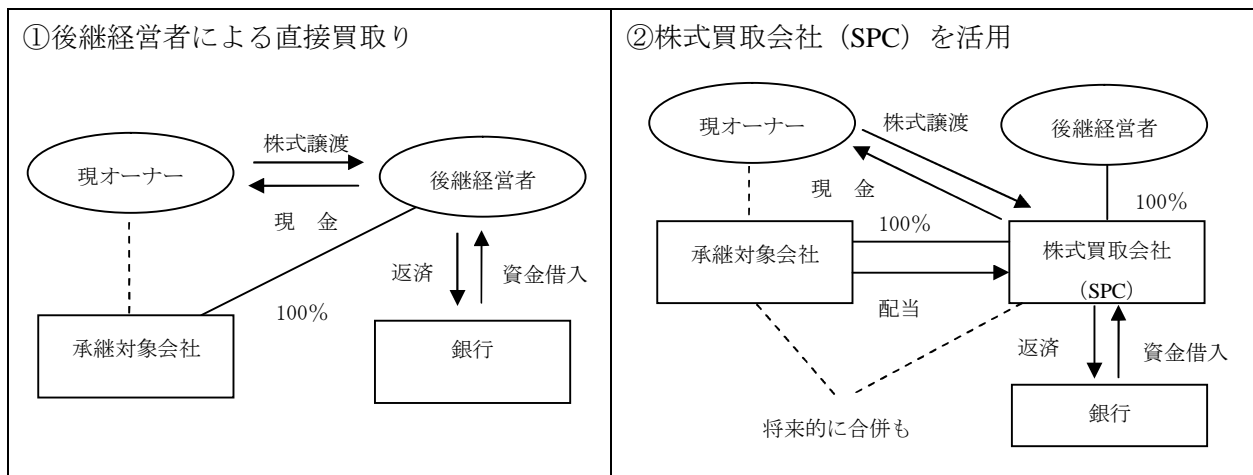 ①後継経営者による直接買取り
現オーナー
株式譲渡
現 金
後継経営者
返済
資金借入
100%
承継対象会社
銀行
②株式買取会社（SPC）を活用
現オーナー
株式譲渡
後継経営者
現 金
100%
100%
承継対象会社
株式買取会社
（SPC）
配当
返済
資金借入
将来的に合併も
銀行